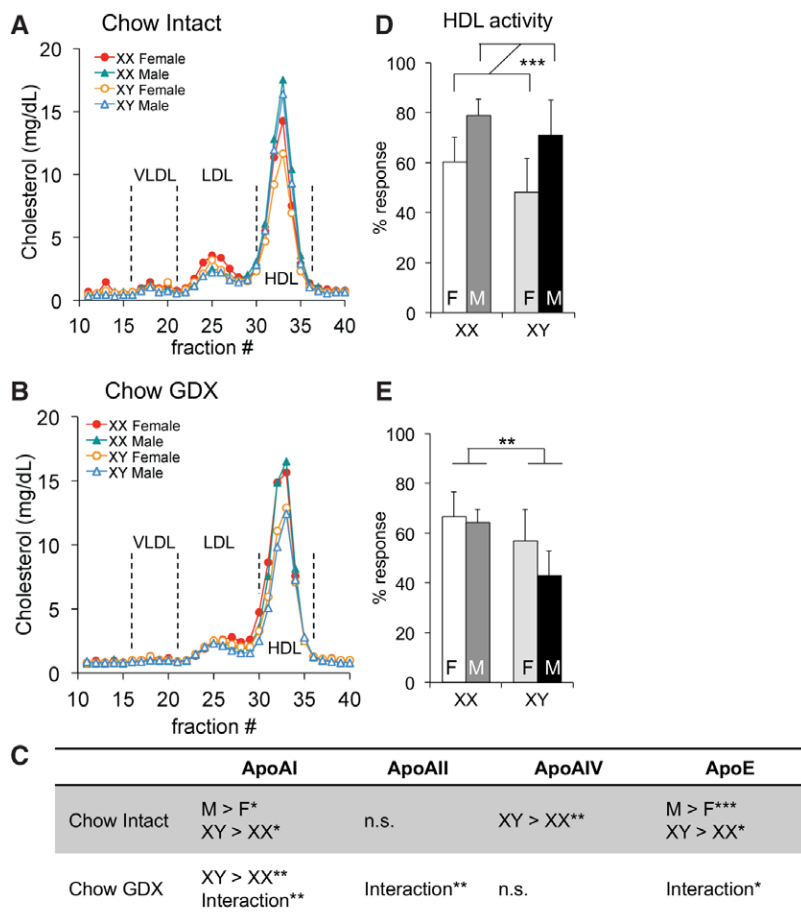 A Chow Intact
Cholesterol (mg/dL)
20
15
10
5
0
XX Female
XX Male
XY Female
XY Male
VLDL
LDL
HDL
10 15 20 25 30 35 40
fraction #
B Chow GDX
Cholesterol (mg/dL)
20
15
10
5
0
XX Female
XX Male
XY Female
XY Male
VLDL
LDL
HDL
10 15 20 25 30 35 40
fraction #
D HDL activity
***
% response
100
80
60
40
20
0
F M F M
XX XY
E
**
% response
100
80
60
40
20
0
F M F M
XX XY
C
ApoAI ApoAII ApoAIV ApoE
Chow Intact M > F* n.s. XY > XX** M > F***
XY > XX* XY > XX*
Chow GDX XY > XX** Interaction** n.s. Interaction*
Interaction**